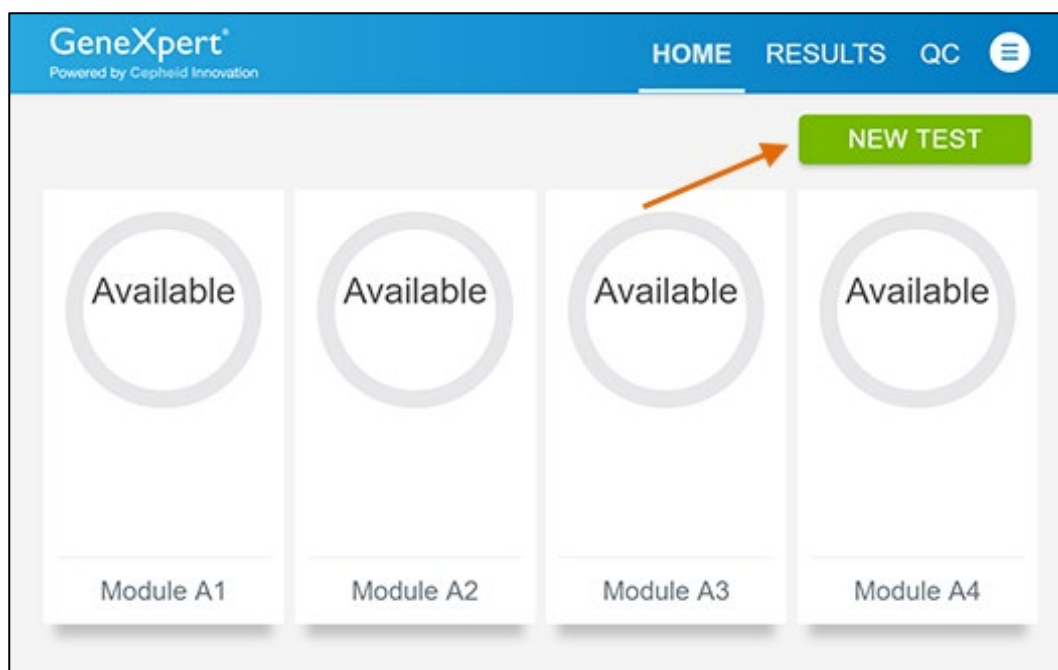 GeneXpert®
Powered by Cepheid Innovation
HOME RESULTS QC
NEW TEST
Available Available Available Available
Module A1 Module A2 Module A3 Module A4